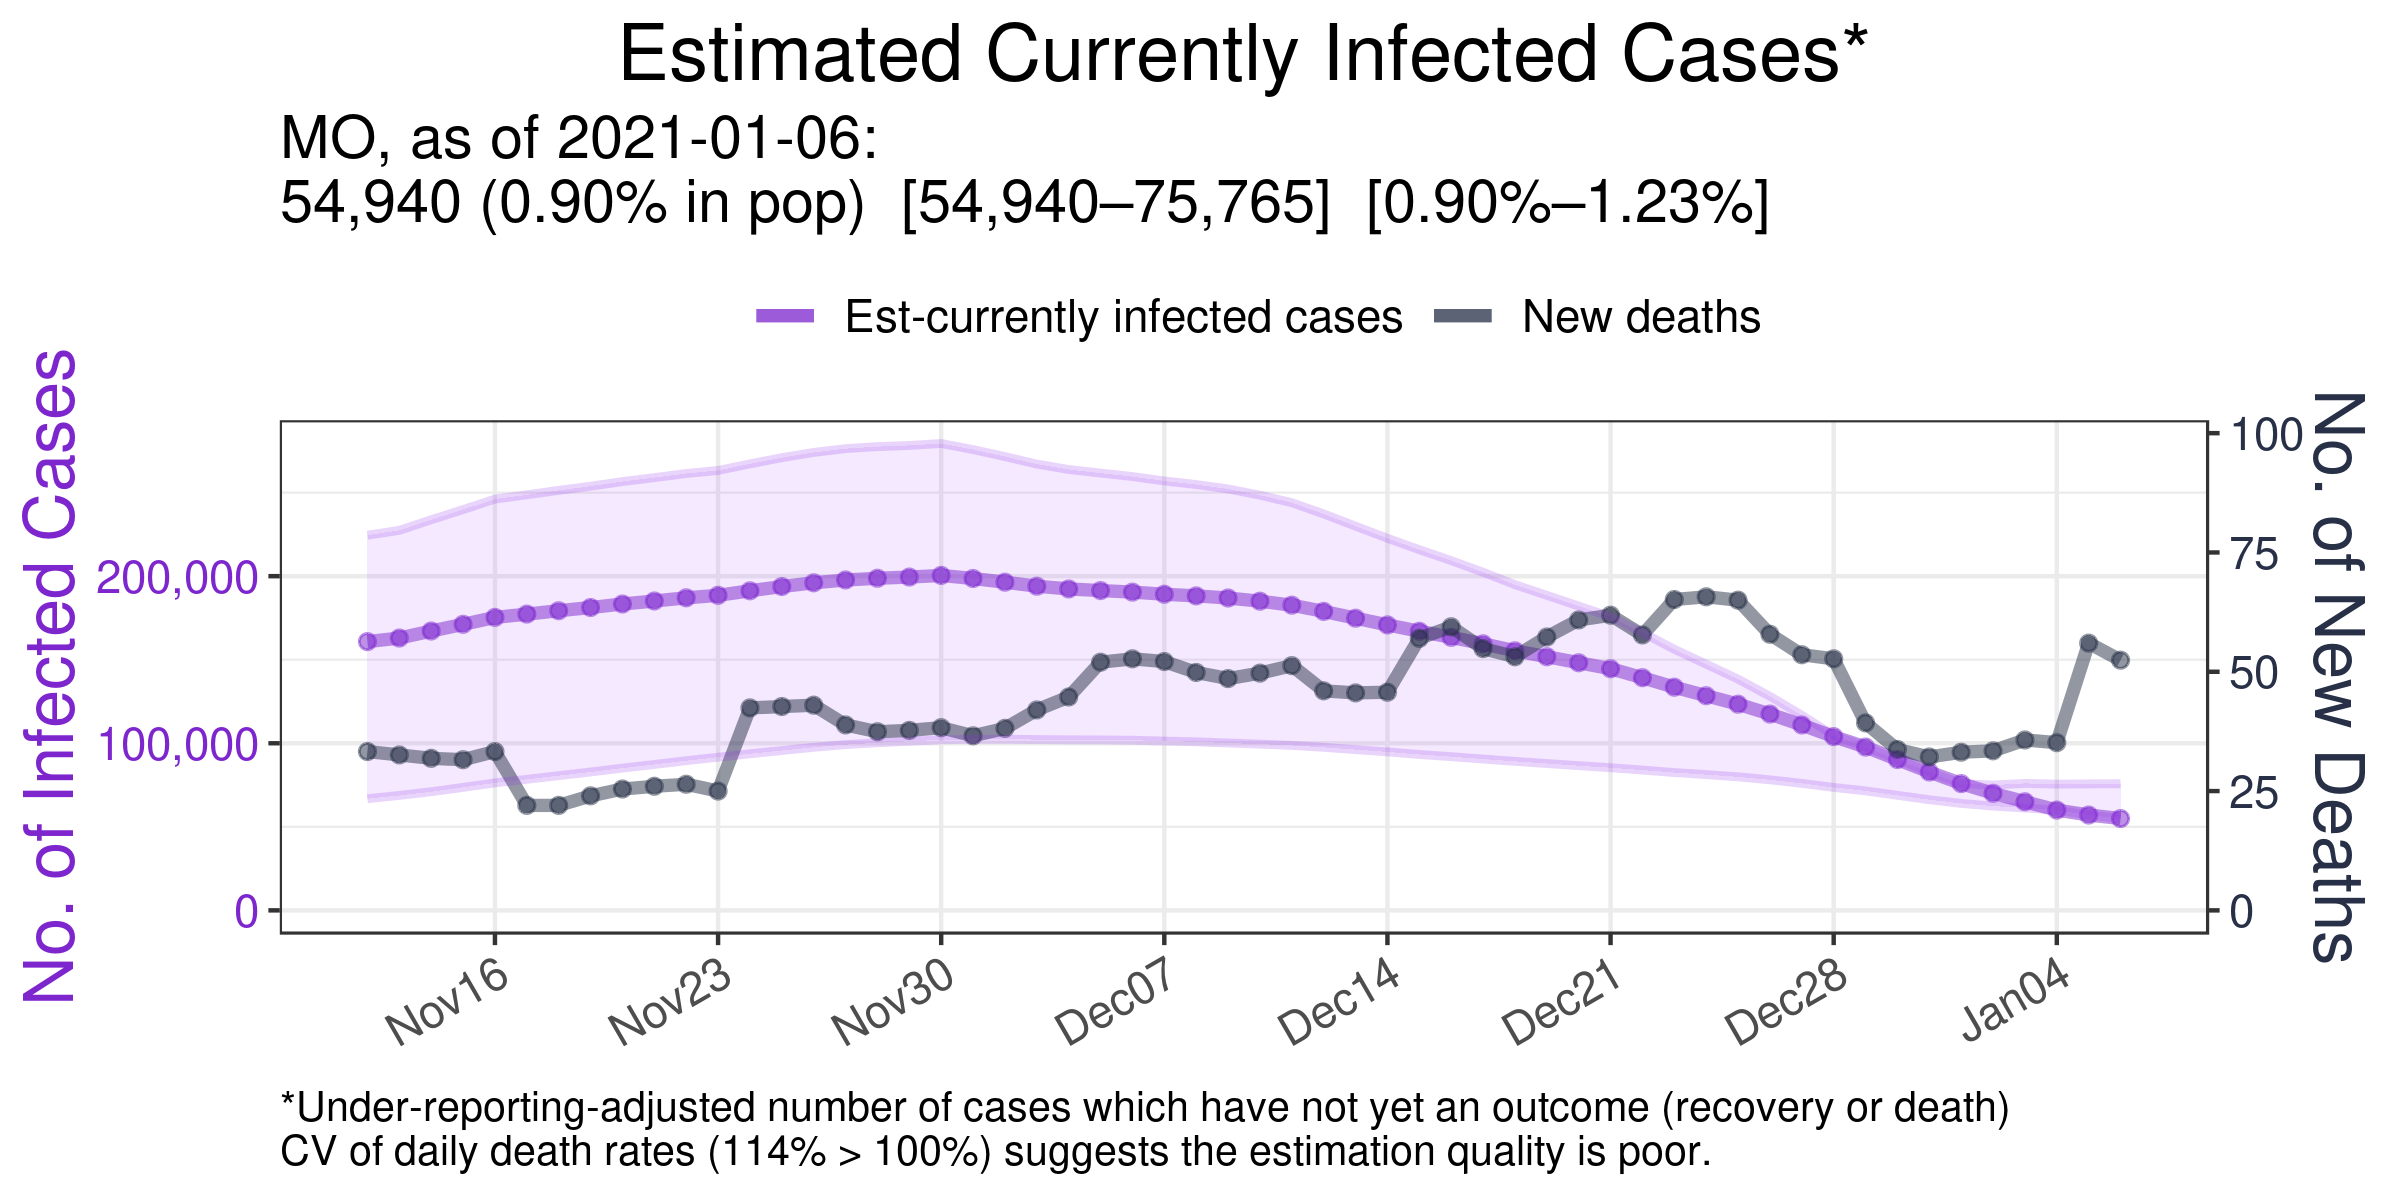 Estimated Currently Infected Cases*
MO, as of 2021-01-06:
54,940 (0.90% in pop)  [54,940–75,765]  [0.90%–1.23%]
Est-currently infected cases
New deaths
No. of Infected Cases
200,000
100,000
0
100
75
50
25
0
No. of New Deaths
Nov16
Nov23
Nov30
Dec07
Dec14
Dec21
Dec28
Jan04
*Under-reporting-adjusted number of cases which have not yet an outcome (recovery or death)
CV of daily death rates (114% > 100%) suggests the estimation quality is poor.